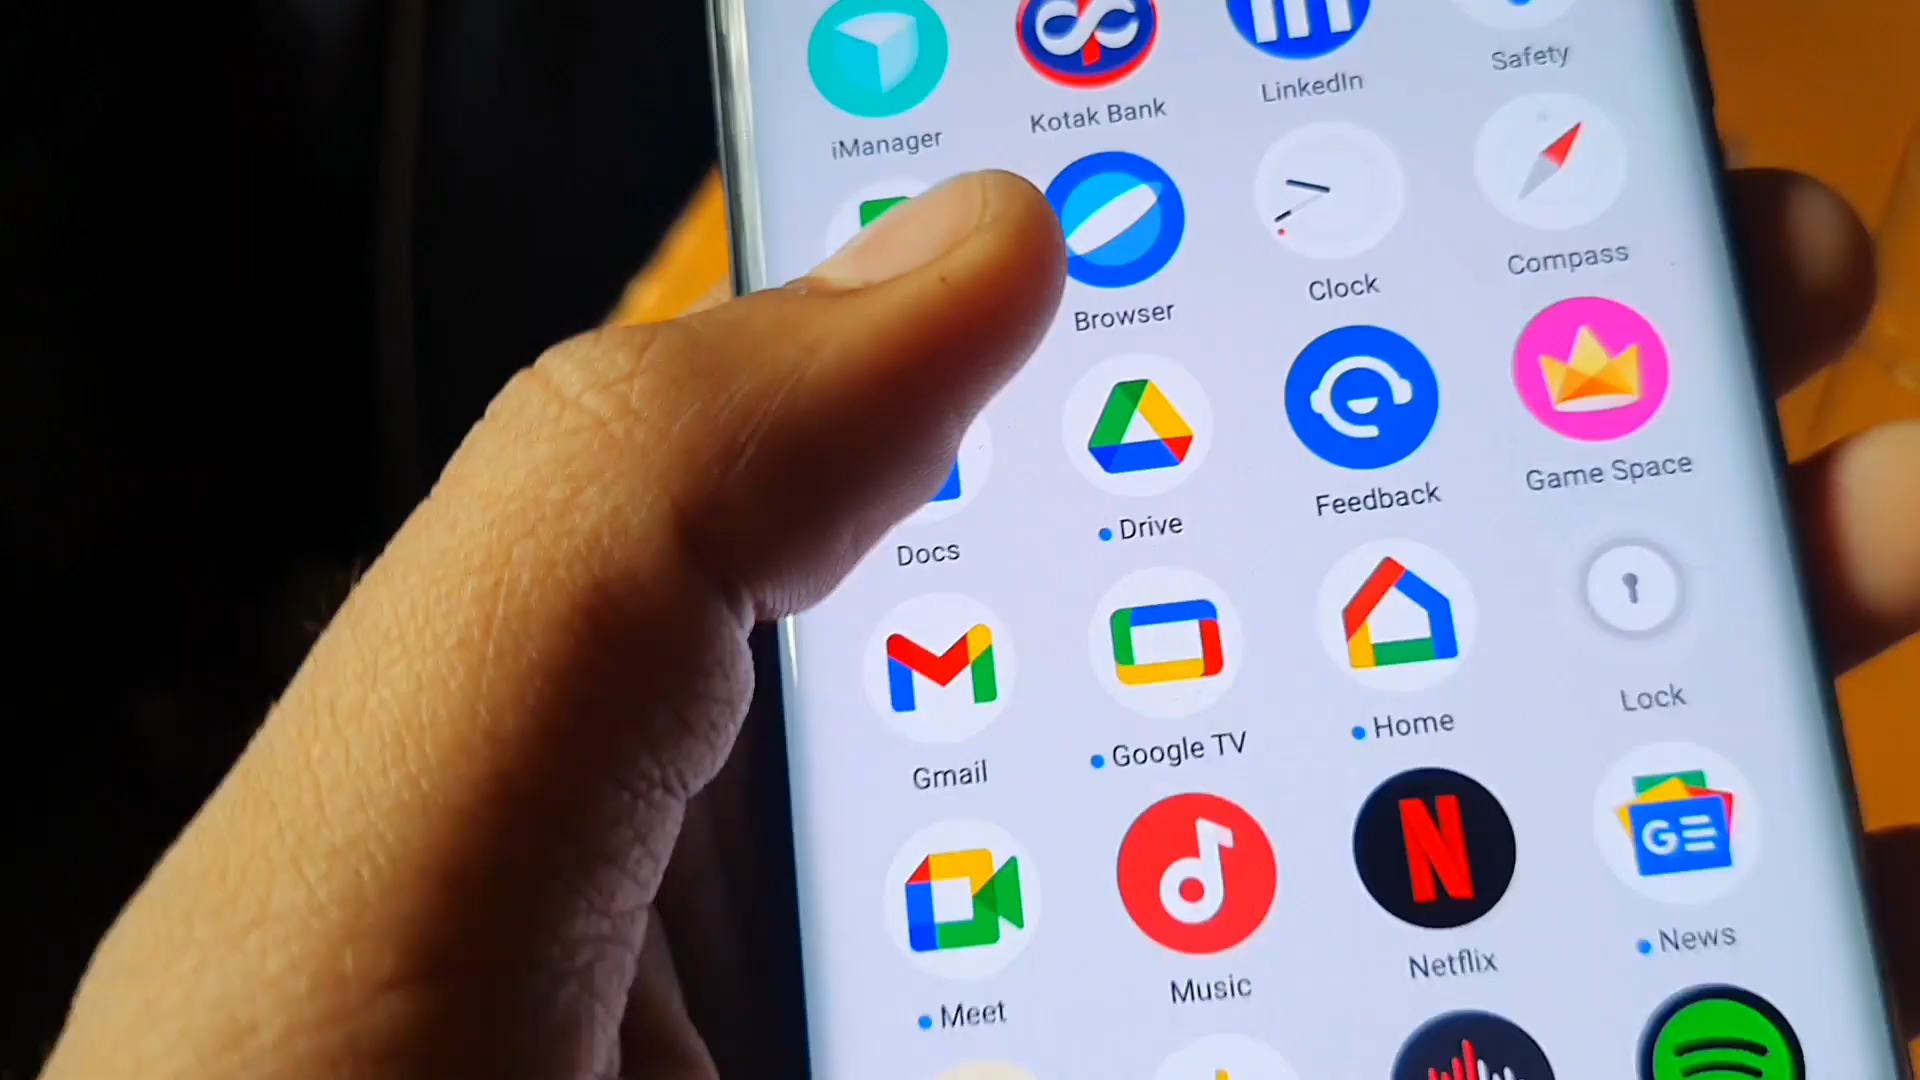 iManager
Kotak Bank
LinkedIn
Safety
Browser
Clock
Compass
Docs
Drive
Feedback
Game Space
Gmail
Google TV
Home
Lock
Meet
Music
N
Netflix
GE
News